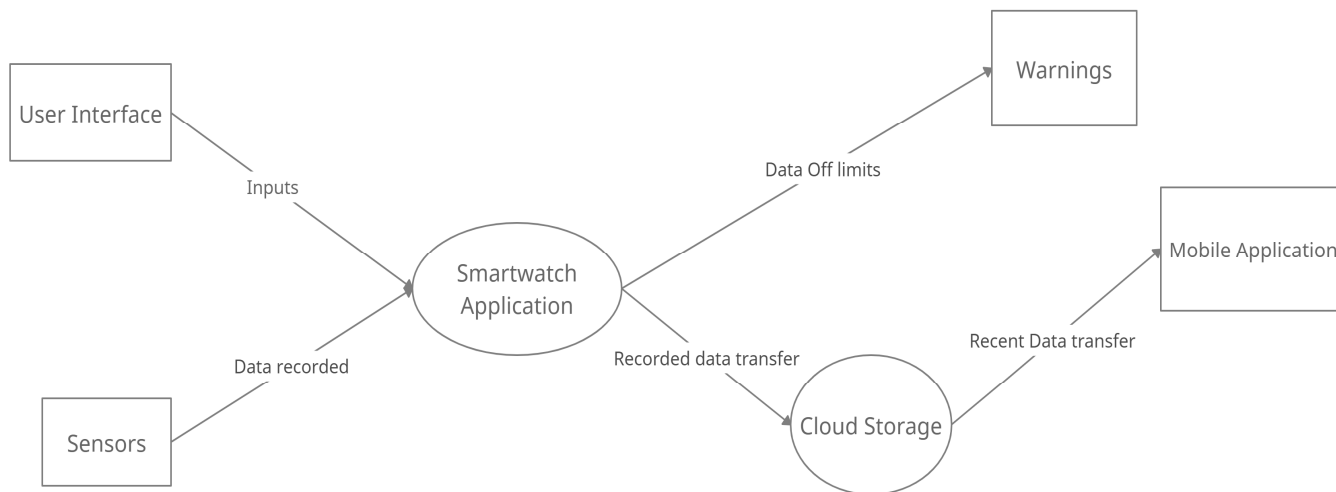 Warnings
User Interface
Data Off limits
Inputs
Mobile Application
Smartwatch
Application
Recent Data transfer
Recorded data transfer
Data recorded
Cloud Storage
Sensors